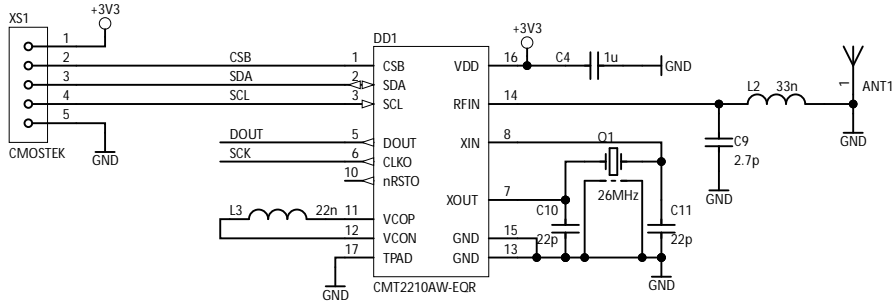 XS1
+3V3
1
2
3
4
5
CMOSTEK
GND
CSB
SDA
SCL
DOUT
SCK
L3
22n
GND
DD1
1
2
3
5
6
10
11
12
17
CSB
SDA
SCL
DOUT
CLKO
nRSTO
VCOP
VCON
TPAD
VDD
RFIN
XIN
XOUT
GND
GND
CMT2210AW-EQR
16
14
8
7
15
13
+3V3
C4
1u
GND
Q1
26MHz
C10
22p
C11
22p
GND
L2
33n
C9
2.7p
GND
1
ANT1
GND